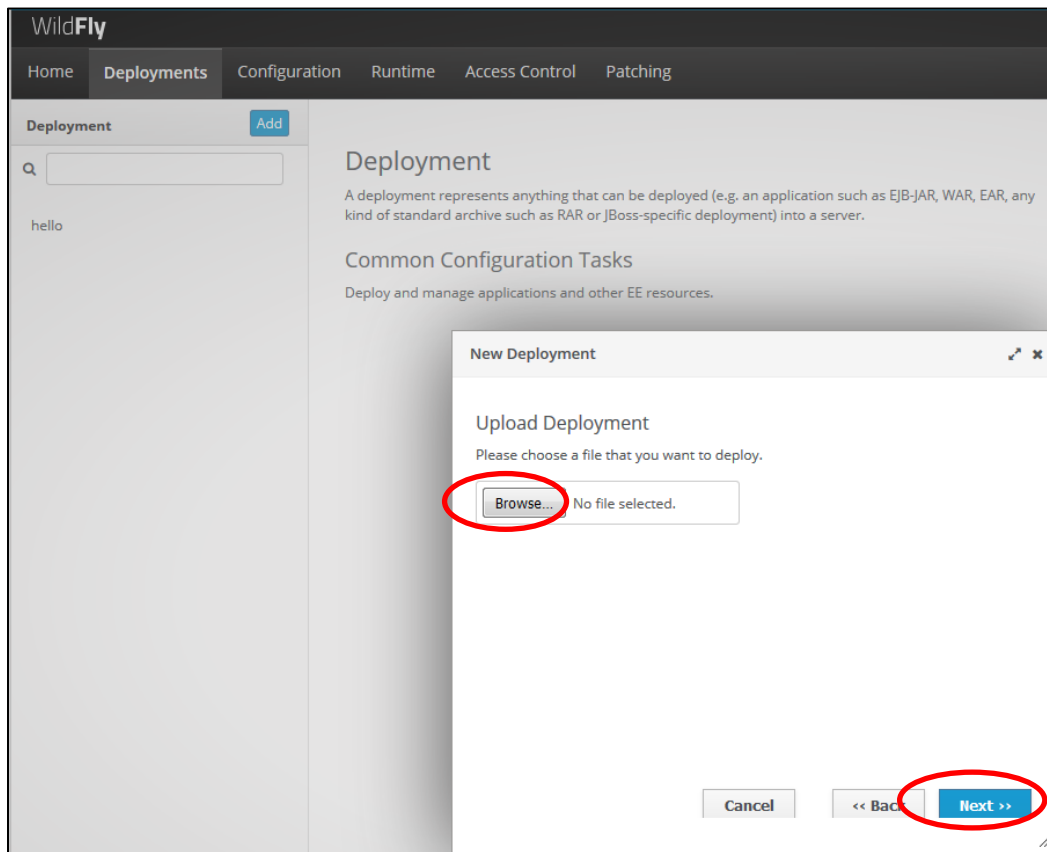 WildFly
Home Deployments Configuration Runtime Access Control Patching
Deployment Add
hello
Deployment
A deployment represents anything that can be deployed (e.g. an application such as EJB-JAR, WAR, EAR, any
kind of standard archive such as RAR or JBoss-specific deployment) into a server.
Common Configuration Tasks
Deploy and manage applications and other EE resources.
New Deployment
Upload Deployment
Please choose a file that you want to deploy.
Browse... No file selected.
Cancel ‹‹ Back Next ››